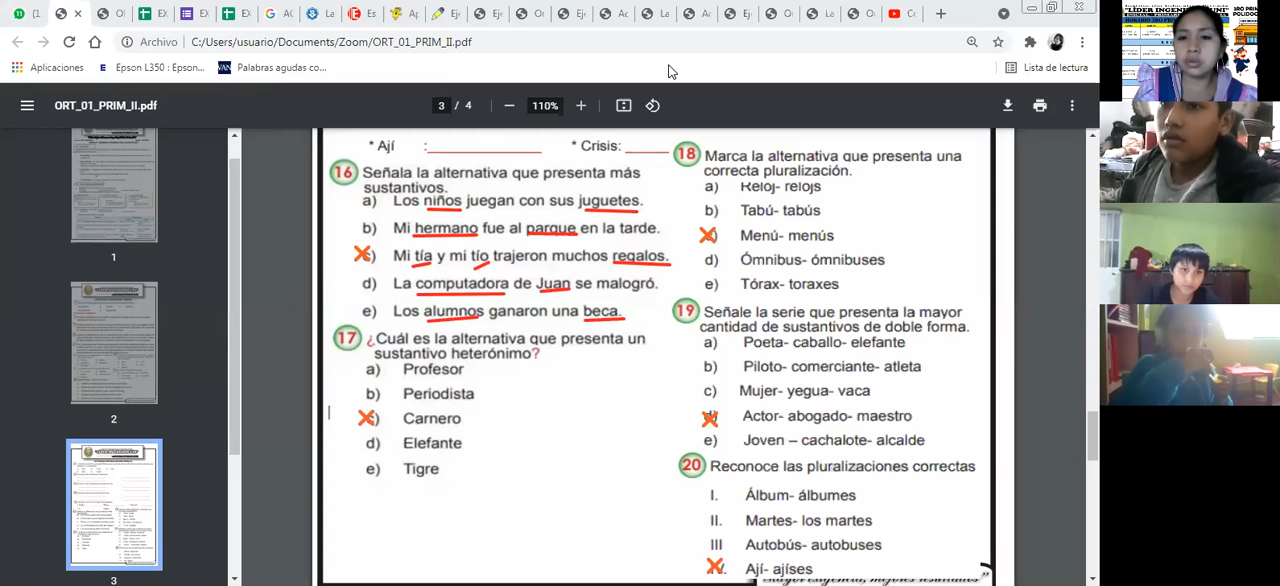 Archivo
C:/Users/usuario/Documents/Zoom/ORT_01_PRIM_II.pdf
Aplicaciones
Epson L350 : Epson...
Palabras agudas co...
Lista de lectura
ORT_01_PRIM_II.pdf
3 / 4
110%
1
2
3
* Ají :
* Crisis:
16 Señala la alternativa que presenta más
sustantivos.
a) Los niños juegan con sus juguetes.
b) Mi hermano fue al parque en la tarde.
Mi tía y mi tío trajeron muchos regalos.
d) La computadora de Juan se malogró.
e) Los alumnos ganaron una beca.
17 ¿Cuál es la alternativa que presenta un
sustantivo heterónimo?
a) Profesor
b) Periodista
Carnero
d) Elefante
e) Tigre
18 Marca la alternativa que presenta una
correcta pluralización.
a) Reloj- relojs
b) Tabú- tabús
Menú- menús
d) Ómnibus- ómnibuses
e) Tórax- toraxes
19 Señale la serie que presenta la mayor
cantidad de sustantivos de doble forma.
a) Poeta- caballo- elefante
b) Piloto- comerciante- atleta
c) Mujer- yegua- vaca
Actor- abogado- maestro
e) Joven – cachalote- alcalde
20 Reconoce las pluralizaciones correctas
I. Álbum- álbumes
II. Martes- los martes
III Autobús- autobuses
Ají- ajíses
"LÍDER INGENIERÍA UNI"